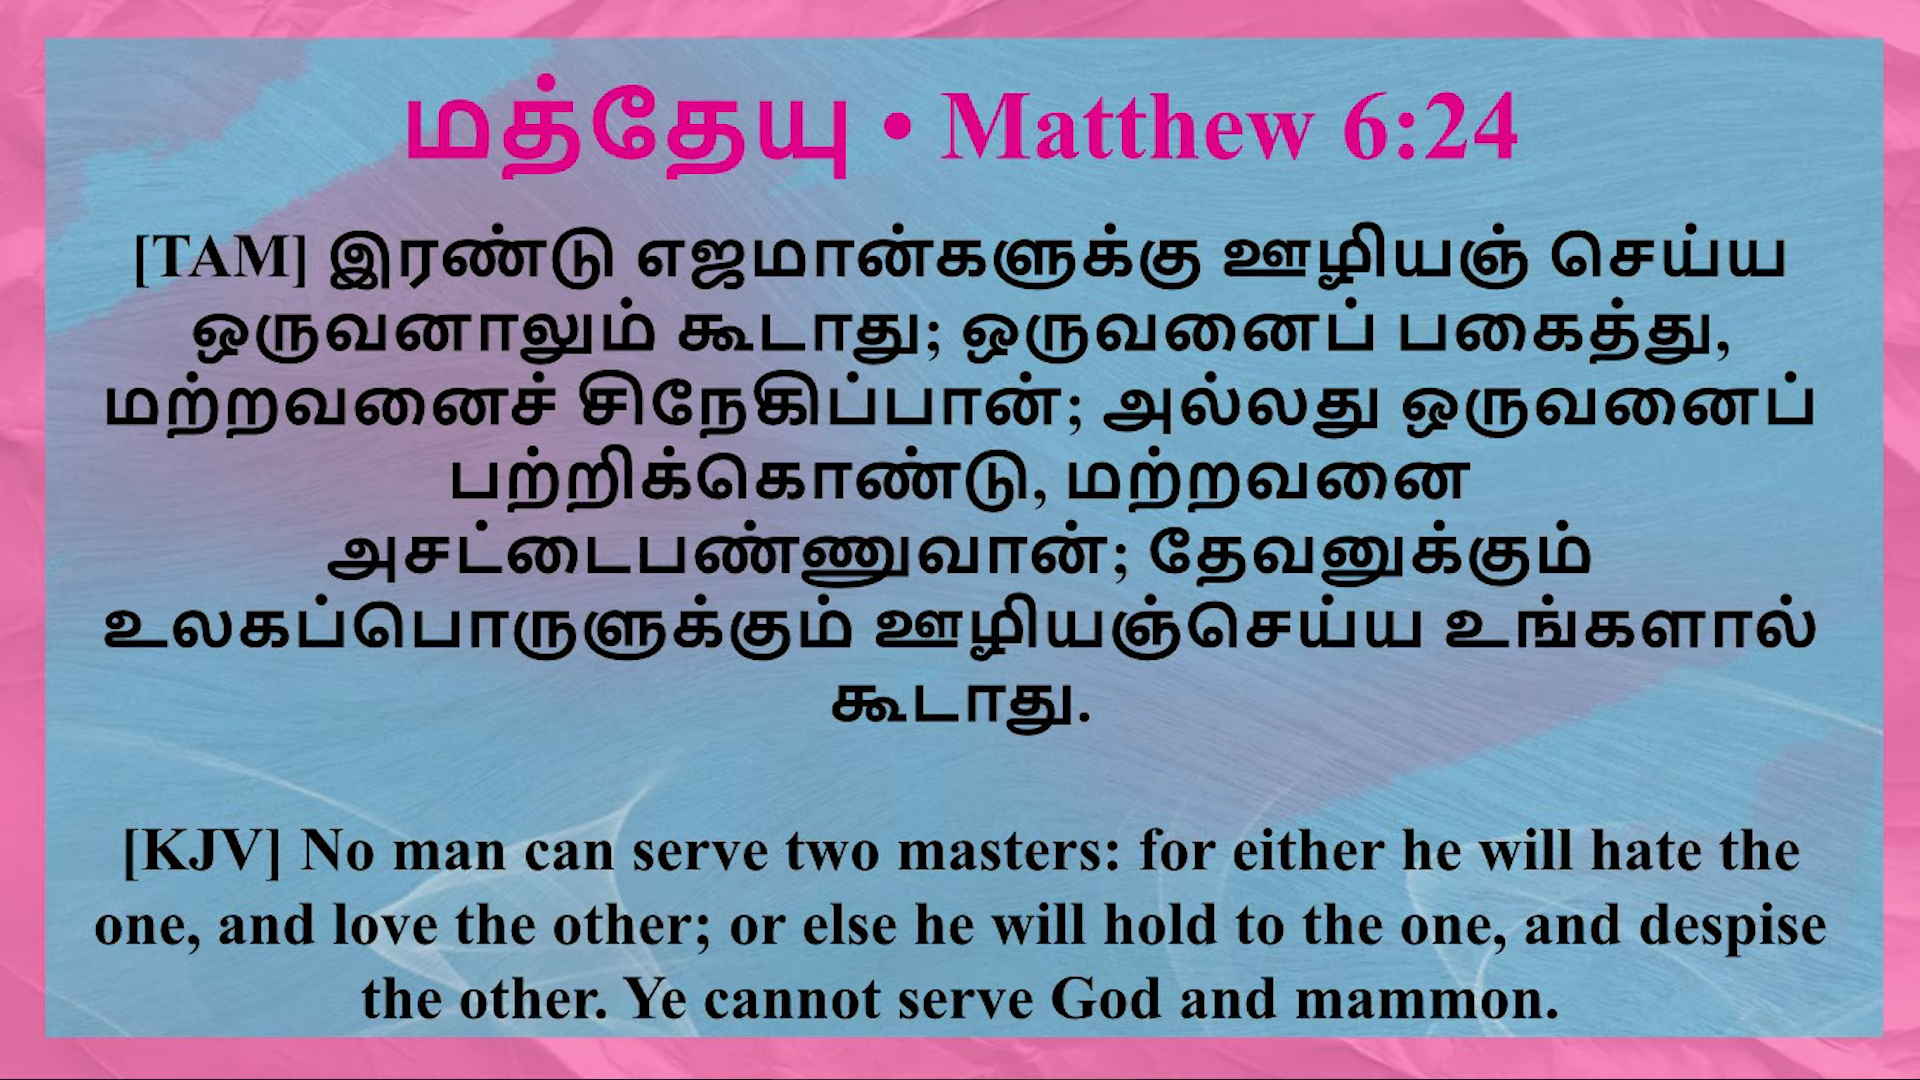 மத்தேயு • Matthew 6:24
[TAM] இரண்டு எஜமான்களுக்கு ஊழியஞ் செய்ய
ஒருவனாலும் கூடாது; ஒருவனைப் பகைத்து,
மற்றவனைச் சிநேகிப்பான்; அல்லது ஒருவனைப்
பற்றிக்கொண்டு, மற்றவனை
அசட்டைபண்ணுவான்; தேவனுக்கும்
உலகப்பொருளுக்கும் ஊழியஞ்செய்ய உங்களால்
கூடாது.
[KJV] No man can serve two masters: for either he will hate the
one, and love the other; or else he will hold to the one, and despise
the other. Ye cannot serve God and mammon.